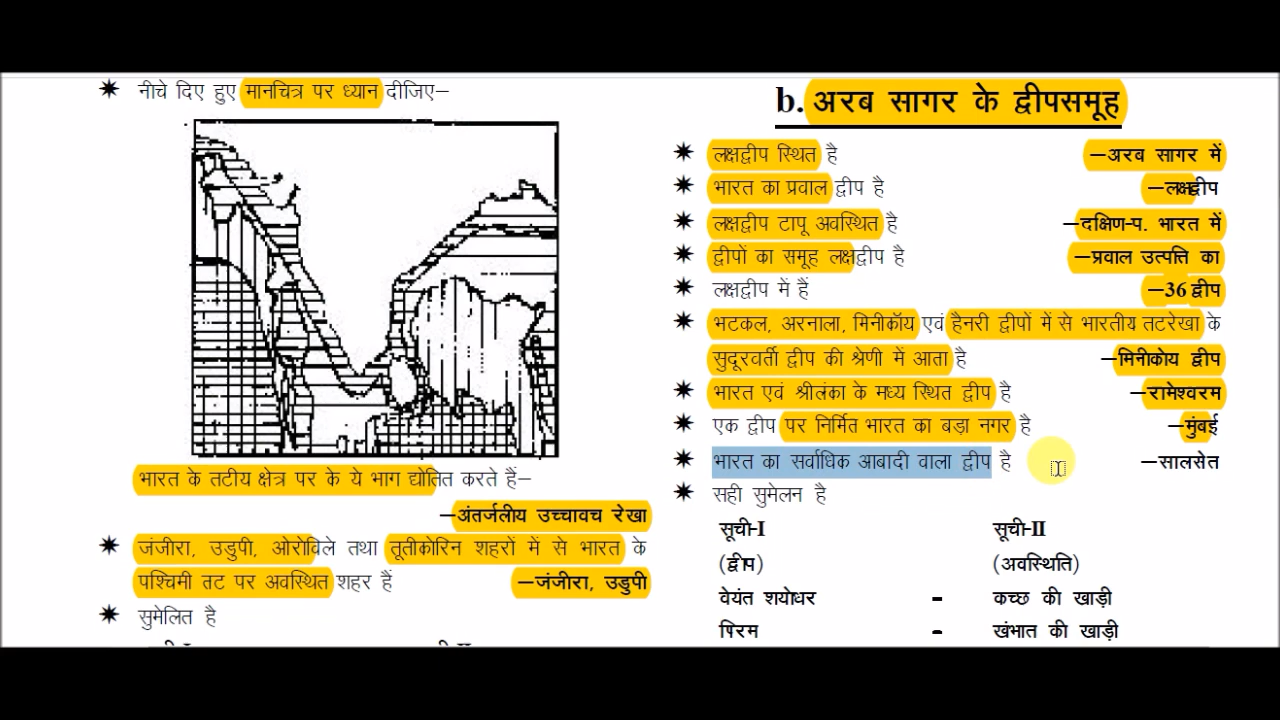 ✷ नीचे दिए हुए मानचित्र पर ध्यान दीजिए–
भारत के तटीय क्षेत्र पर के ये भाग द्योतित करते हैं–
–अंतर्जलीय उच्चावच रेखा
✷ जंजीरा, उडुपी, ओरोविले तथा तूतीकोरिन शहरों में से भारत के
पश्चिमी तट पर अवस्थित शहर हैं –जंजीरा, उडुपी
✷ सुमेलित है
b. अरब सागर के द्वीपसमूह
✷ लक्षद्वीप स्थित है –अरब सागर में
✷ भारत का प्रवाल द्वीप है –लक्षद्वीप
✷ लक्षद्वीप टापू अवस्थित है –दक्षिण-प. भारत में
✷ द्वीपों का समूह लक्षद्वीप है –प्रवाल उत्पत्ति का
✷ लक्षद्वीप में हैं –36 द्वीप
✷ भटकल, अरनाला, मिनीकॉय एवं हैनरी द्वीपों में से भारतीय तटरेखा के
सुदूरवर्ती द्वीप की श्रेणी में आता है –मिनीकोय द्वीप
✷ भारत एवं श्रीलंका के मध्य स्थित द्वीप है –रामेश्वरम
✷ एक द्वीप पर निर्मित भारत का बड़ा नगर है –मुंबई
✷ भारत का सर्वाधिक आबादी वाला द्वीप है –सालसेत
✷ सही सुमेलन है
सूची-I सूची-II
(द्वीप) (अवस्थिति)
वेयंत शयोधर - कच्छ की खाड़ी
पिरम - खंभात की खाड़ी